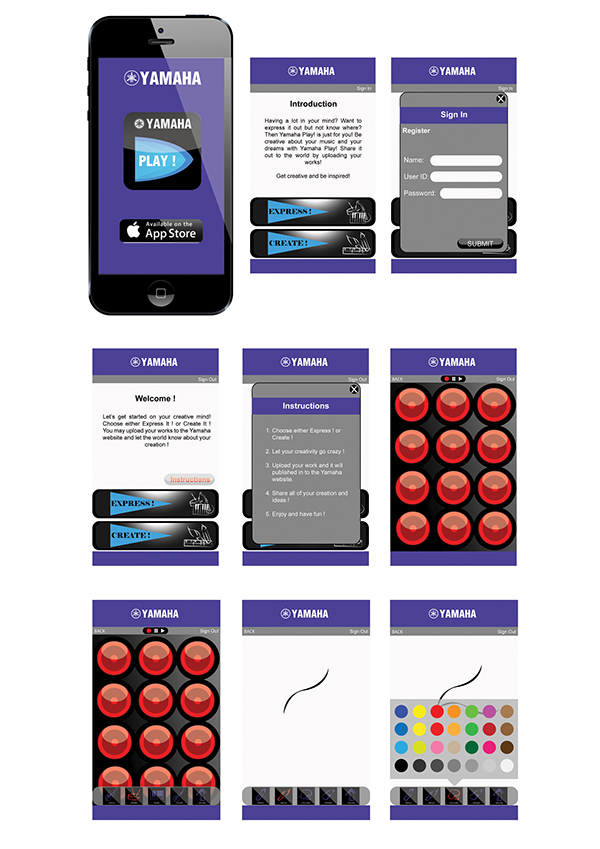 YAMAHA
YAMAHA
PLAY !
Available on the
App Store
YAMAHA
Sign In
Introduction
Having a lot in your mind? Want to
express it out but not know where?
Then Yamaha Play! is just for you! Be
creative about your music and your
dreams with Yamaha Play! Share it
out to the world by uploading your
works!
Get creative and be inspired!
EXPRESS !
CREATE !
YAMAHA
Sign In
X
Sign In
Register
Name:
User ID:
Password:
SUBMIT
YAMAHA
Sign Out
Welcome !
Let's get started on your creative mind!
Choose either Express It ! or Create It !
You may upload your works to the Yamaha
website and let the world know about your
creation !
Instructions
EXPRESS !
CREATE !
YAMAHA
Sign Out
X
Instructions
1. Choose either Express ! or
Create !
2. Let your creativity go crazy !
3. Upload your work and it will
published in to the Yamaha
website.
4. Share all of your creation and
ideas !
5. Enjoy and have fun !
YAMAHA
BACK
Sign Out
YAMAHA
BACK
Sign Out
YAMAHA
BACK
Sign Out
YAMAHA
BACK
Sign Out